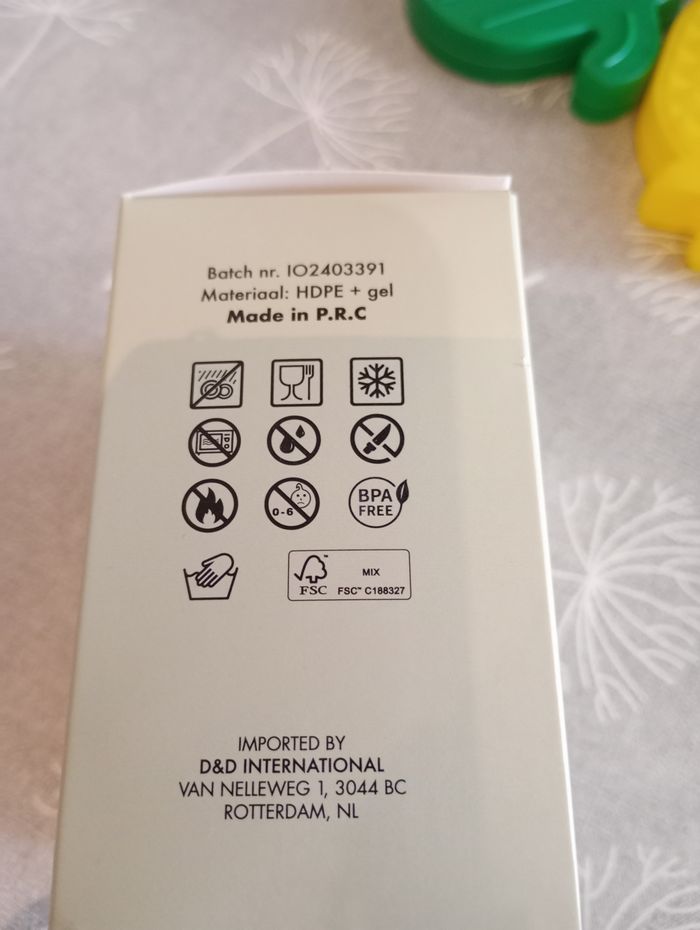 Batch nr. IO2403391
Materiaal: HDPE + gel
Made in P.R.C
0-6
BPA
FREE
FSC™
MIX
FSC™ C188327
IMPORTED BY
D&D INTERNATIONAL
VAN NELLEWEG 1, 3044 BC
ROTTERDAM, NL